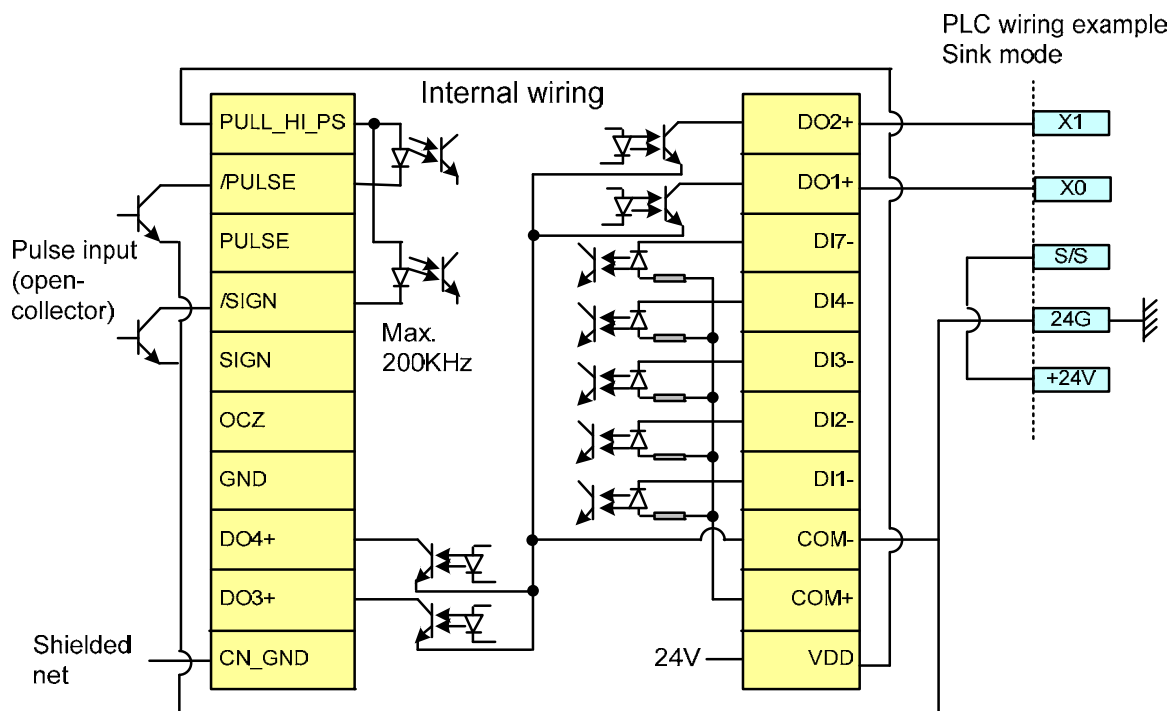 PLC wiring example
Sink mode
Internal wiring
PULL_HI_PS
/PULSE
PULSE
/SIGN
SIGN
OCZ
GND
DO4+
DO3+
CN_GND
Pulse input
(open-
collector)
Shielded
net
Max.
200KHz
DO2+
DO1+
DI7-
DI4-
DI3-
DI2-
DI1-
COM-
COM+
VDD
24V
X1
X0
S/S
24G
+24V